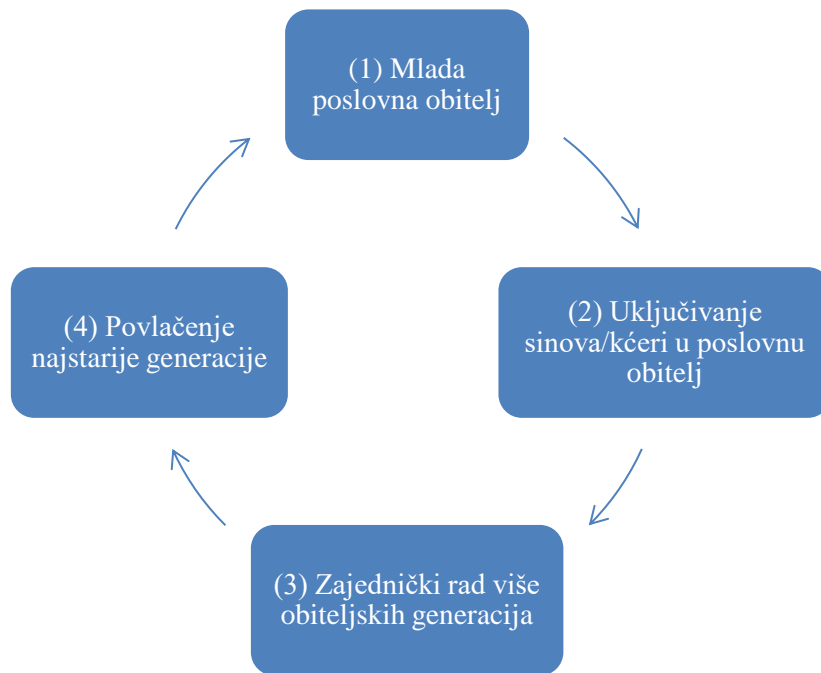 (1) Mlada
poslovna obitelj
(2) Uključivanje
sinova/kćeri u poslovnu
obitelj
(3) Zajednički rad više
obiteljskih generacija
(4) Povlačenje
najstarije generacije